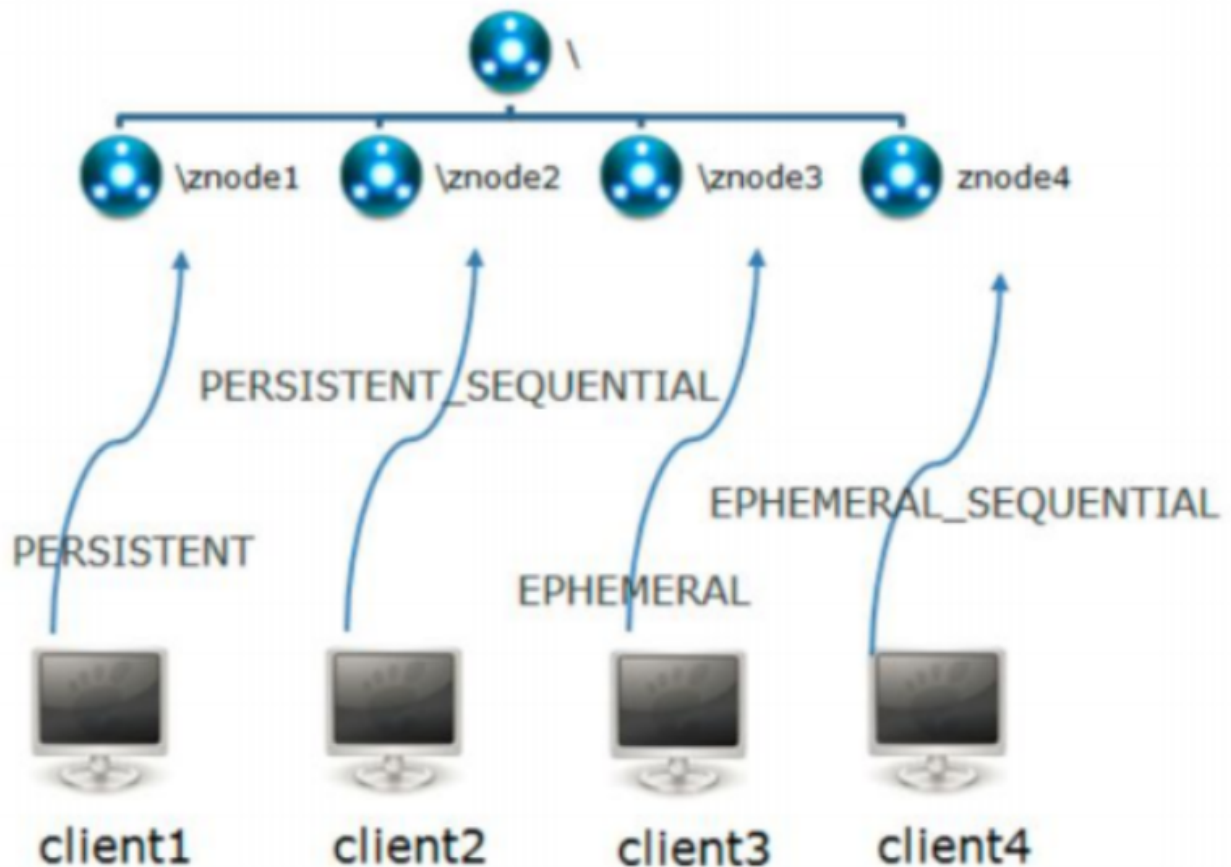 \
\znode1
\znode2
\znode3
znode4
PERSISTENT_SEQUENTIAL
EPHEMERAL_SEQUENTIAL
PERSISTENT
EPHEMERAL
client1
client2
client3
client4